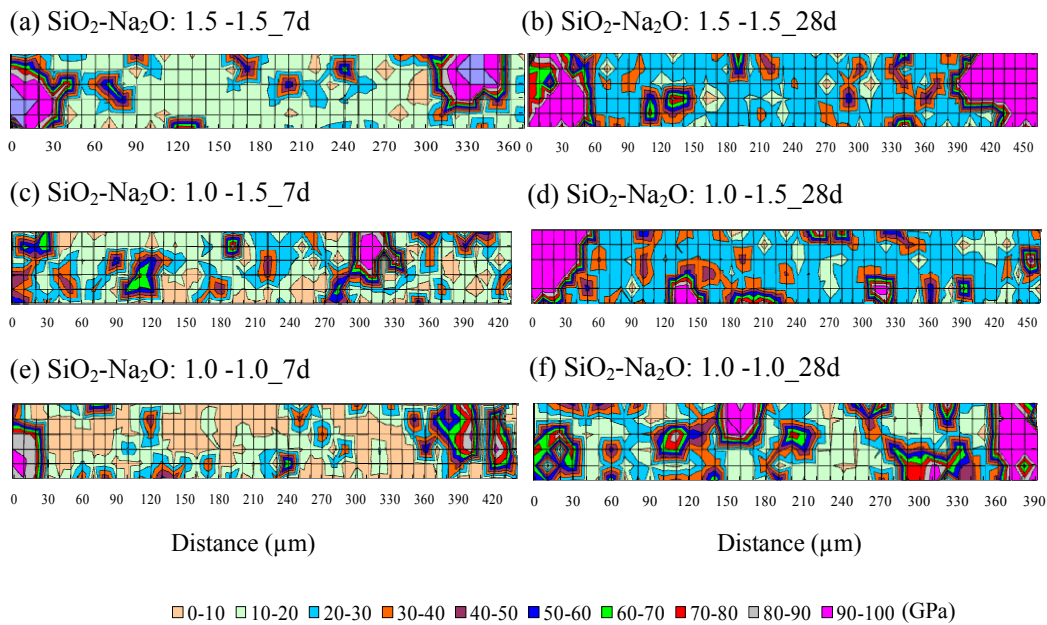 (a) SiO₂-Na₂O: 1.5 -1.5_7d
(b) SiO₂-Na₂O: 1.5 -1.5_28d
0 30 60 90 120 150 180 210 240 270 300 330 360
0 30 60 90 120 150 180 210 240 270 300 330 360 390 420 450
(c) SiO₂-Na₂O: 1.0 -1.5_7d
(d) SiO₂-Na₂O: 1.0 -1.5_28d
0 30 60 90 120 150 180 210 240 270 300 330 360 390 420
0 30 60 90 120 150 180 210 240 270 300 330 360 390 420 450
(e) SiO₂-Na₂O: 1.0 -1.0_7d
(f) SiO₂-Na₂O: 1.0 -1.0_28d
0 30 60 90 120 150 180 210 240 270 300 330 360 390 420
0 30 60 90 120 150 180 210 240 270 300 330 360 390
Distance (µm)
Distance (µm)
0-10 10-20 20-30 30-40 40-50 50-60 60-70 70-80 80-90 90-100 (GPa)